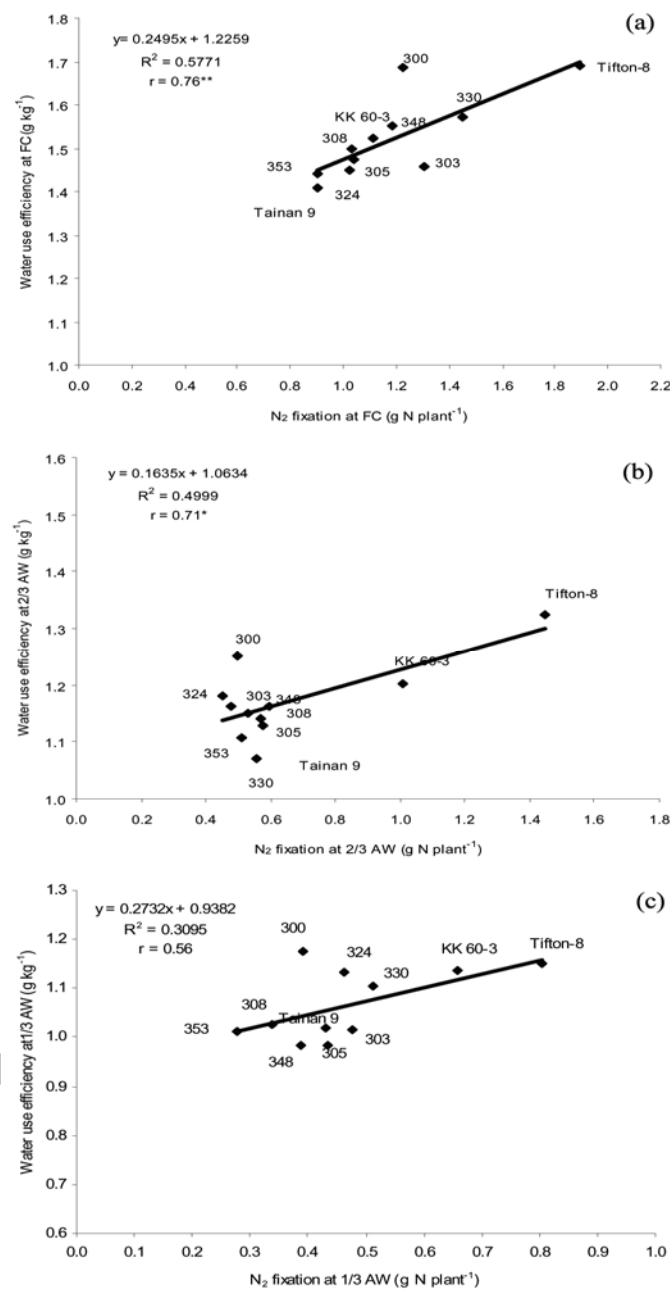 (a)
y= 0.2495x + 1.2259
R² = 0.5771
r = 0.76**
Water use efficiency at FC(g kg⁻¹)
1.8
1.7
1.6
1.5
1.4
1.3
1.2
1.1
1.0
300
Tifton-8
330
KK 60-3
348
308
353
305
303
324
Tainan 9
0.0 0.2 0.4 0.6 0.8 1.0 1.2 1.4 1.6 1.8 2.0 2.2
N₂ fixation at FC (g N plant⁻¹)
(b)
y = 0.1635x + 1.0634
R² = 0.4999
r = 0.71*
Water use efficiency at 2/3 AW (g kg⁻¹)
1.6
1.5
1.4
1.3
1.2
1.1
1.0
Tifton-8
300
KK 60-3
324
303
348
308
305
353
Tainan 9
330
0.0 0.2 0.4 0.6 0.8 1.0 1.2 1.4 1.6 1.8
N₂ fixation at 2/3 AW (g N plant⁻¹)
(c)
y = 0.2732x + 0.9382
R² = 0.3095
r = 0.56
Water use efficiency at1/3 AW (g kg⁻¹)
1.3
1.2
1.1
1.0
0.9
0.8
0.7
0.6
300
324
KK 60-3
Tifton-8
330
308
Tainan 9
353
303
348
305
0.0 0.1 0.2 0.3 0.4 0.5 0.6 0.7 0.8 0.9 1.0
N₂ fixation at 1/3 AW (g N plant⁻¹)